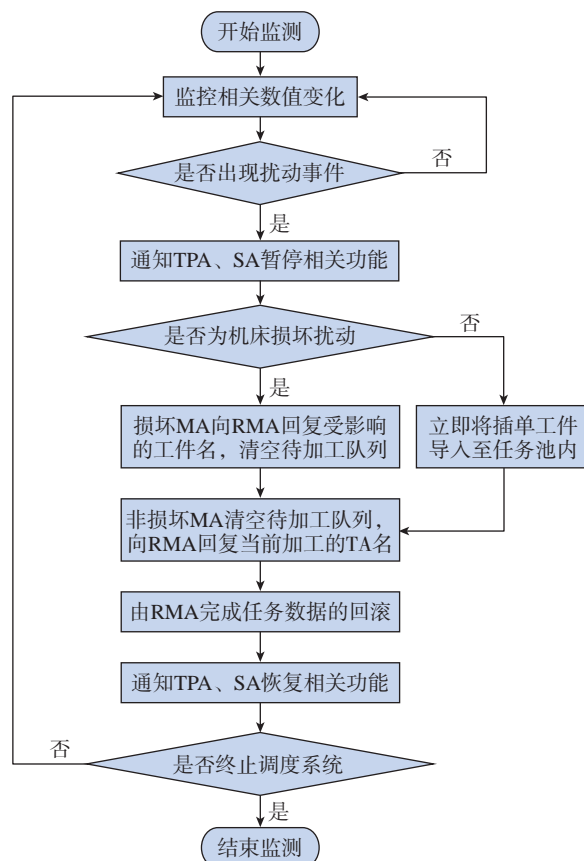 开始监测
监控相关数值变化
是否出现扰动事件
否
是
通知TPA、SA暂停相关功能
是否为机床损坏扰动
否
是
损坏MA向RMA回复受影响
的工件名，清空待加工队列
立即将插单工件
导入至任务池内
非损坏MA清空待加工队列，
向RMA回复当前加工的TA名
由RMA完成任务数据的回滚
通知TPA、SA恢复相关功能
否
是否终止调度系统
是
结束监测